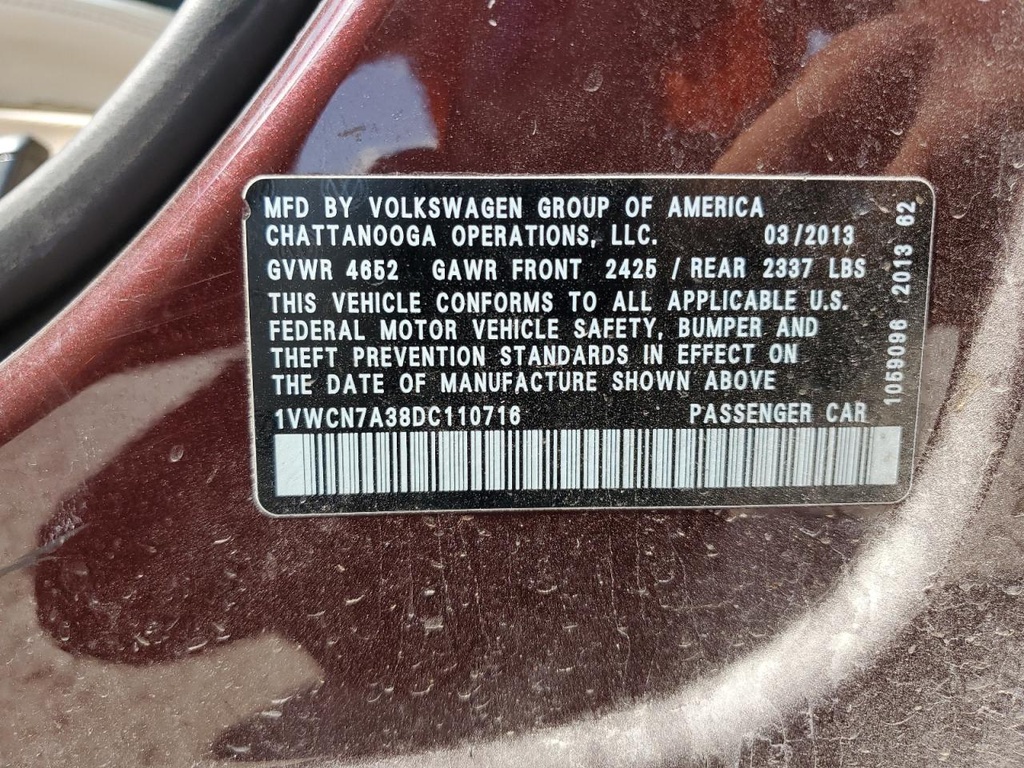 MFD BY VOLKSWAGEN GROUP OF AMERICA
CHATTANOOGA OPERATIONS, LLC. 03/2013
GVWR 4652 GAWR FRONT 2425 / REAR 2337 LBS
THIS VEHICLE CONFORMS TO ALL APPLICABLE U.S.
FEDERAL MOTOR VEHICLE SAFETY, BUMPER AND
THEFT PREVENTION STANDARDS IN EFFECT ON
THE DATE OF MANUFACTURE SHOWN ABOVE
1VWCN7A38DC110716 PASSENGER CAR
1059096 2013 62